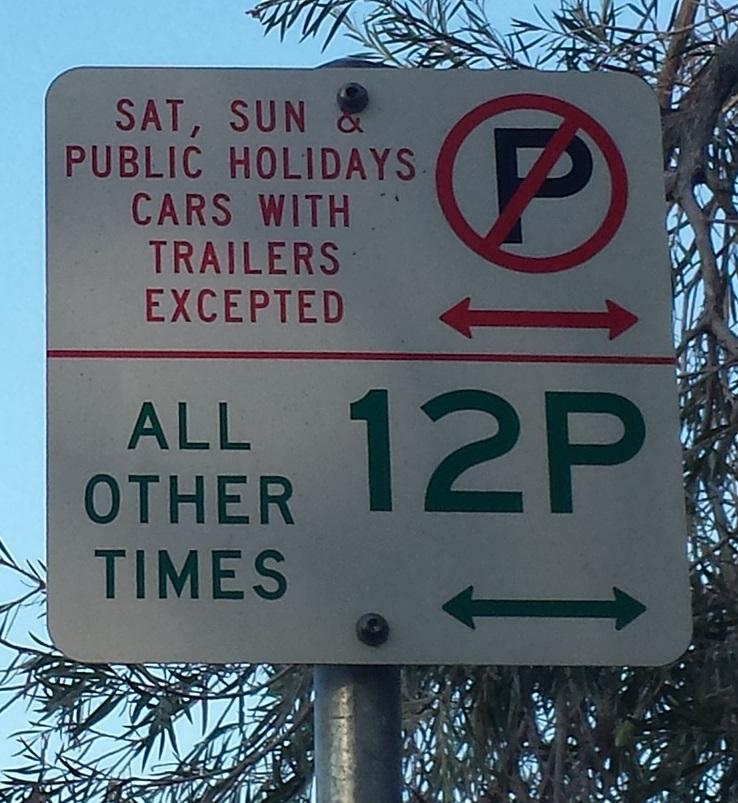 SAT, SUN &
PUBLIC HOLIDAYS
CARS WITH
TRAILERS
EXCEPTED
P
ALL
OTHER
TIMES
12P